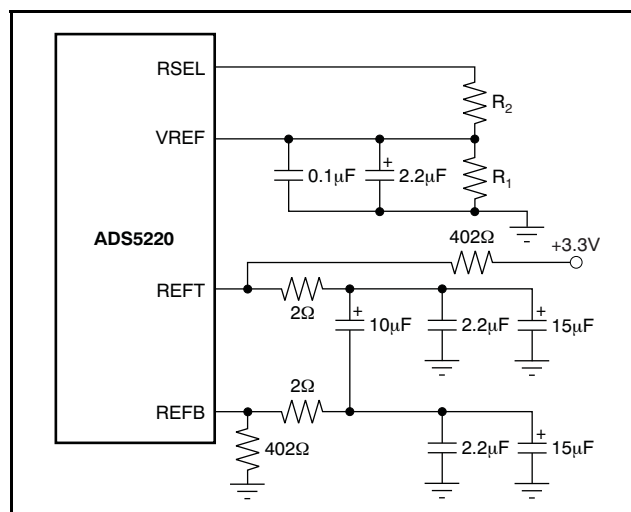 RSEL
R2
VREF
+
0.1µF
2.2µF
R1
ADS5220
402Ω
+3.3V
REFT
2Ω
+
10µF
2.2µF
+
15µF
2Ω
REFB
402Ω
2.2µF
+
15µF